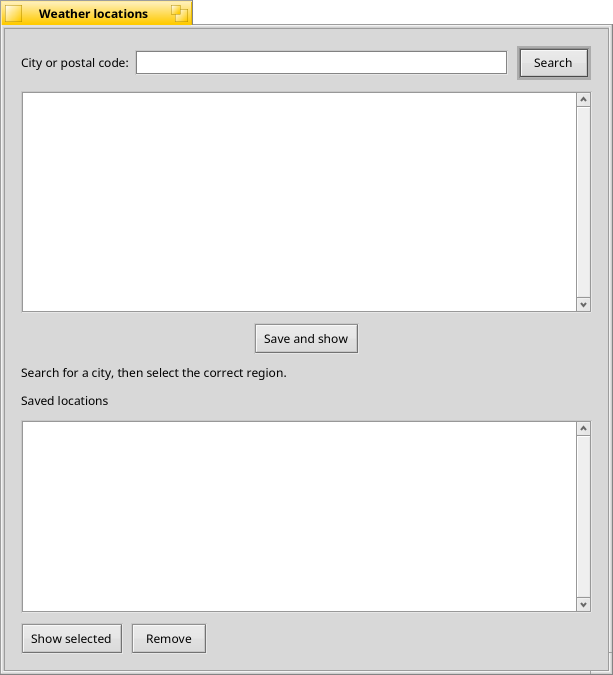 Weather locations
City or postal code:
Search
Save and show
Search for a city, then select the correct region.
Saved locations
Show selected
Remove